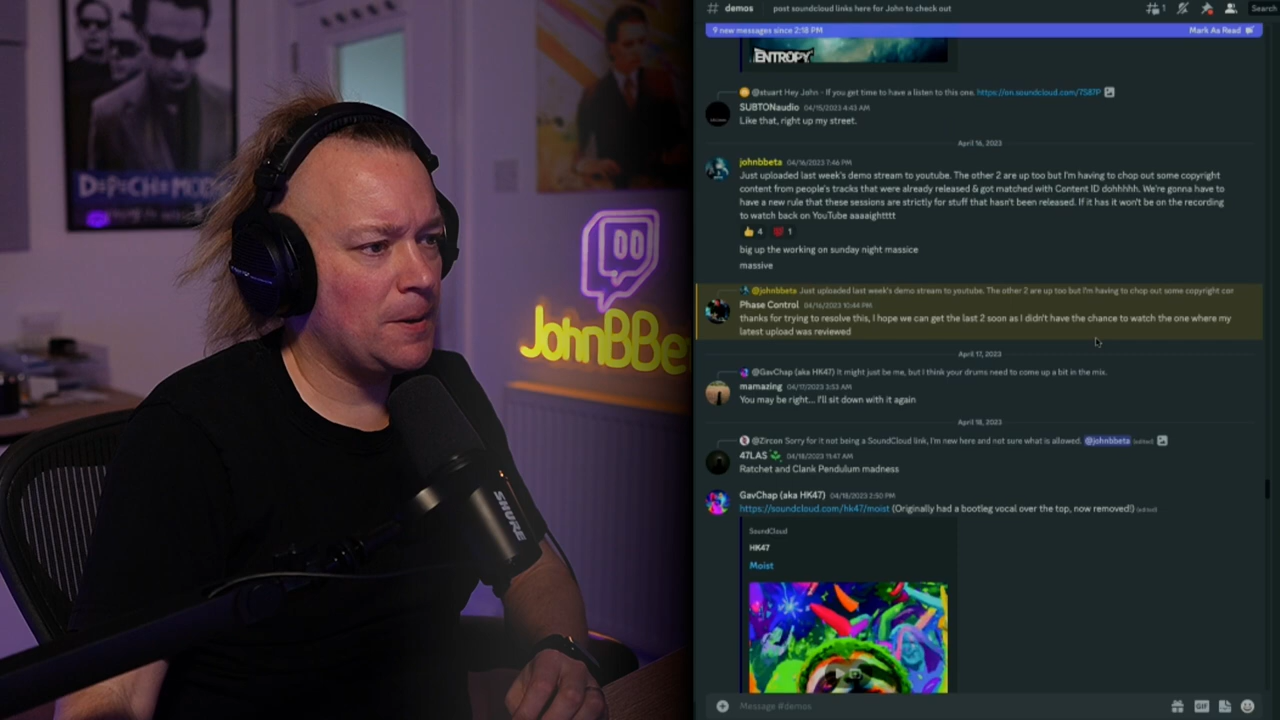 DEPECHE MODE
JohnBBe
SHURE
# demos post soundcloud links here for John to check out
1
Search
9 new messages since 2:18 PM Mark As Read
ENTROPY
@stuart Hey John - If you get time to have a listen to this one. https://on.soundcloud.com/7S87P
SUBTONaudio 04/15/2023 4:43 AM
Like that, right up my street.
April 16, 2023
johnbbeta 04/16/2023 7:46 PM
Just uploaded last week's demo stream to youtube. The other 2 are up too but I'm having to chop out some copyright
content from people's tracks that were already released & got matched with Content ID dohhhhh. We're gonna have to
have a new rule that these sessions are strictly for stuff that hasn't been released. If it has it won't be on the recording
to watch back on YouTube aaaaightttt
4 1
big up the working on sunday night massice
massive
@johnbbeta Just uploaded last week's demo stream to youtube. The other 2 are up too but I'm having to chop out some copyright cor
Phase Control 04/16/2023 10:44 PM
thanks for trying to resolve this, I hope we can get the last 2 soon as I didn't have the chance to watch the one where my
latest upload was reviewed
April 17, 2023
@GavChap (aka HK47) It might just be me, but I think your drums need to come up a bit in the mix.
mamazing 04/17/2023 3:53 AM
You may be right... I'll sit down with it again
April 18, 2023
@Zircon Sorry for it not being a SoundCloud link, I'm new here and not sure what is allowed. @johnbbeta (edited)
47LAS 04/18/2023 11:47 AM
Ratchet and Clank Pendulum madness
GavChap (aka HK47) 04/18/2023 2:50 PM
https://soundcloud.com/hk47/moist (Originally had a bootleg vocal over the top, now removed!) (edited)
SoundCloud
HK47
Moist
Message #demos
GIF